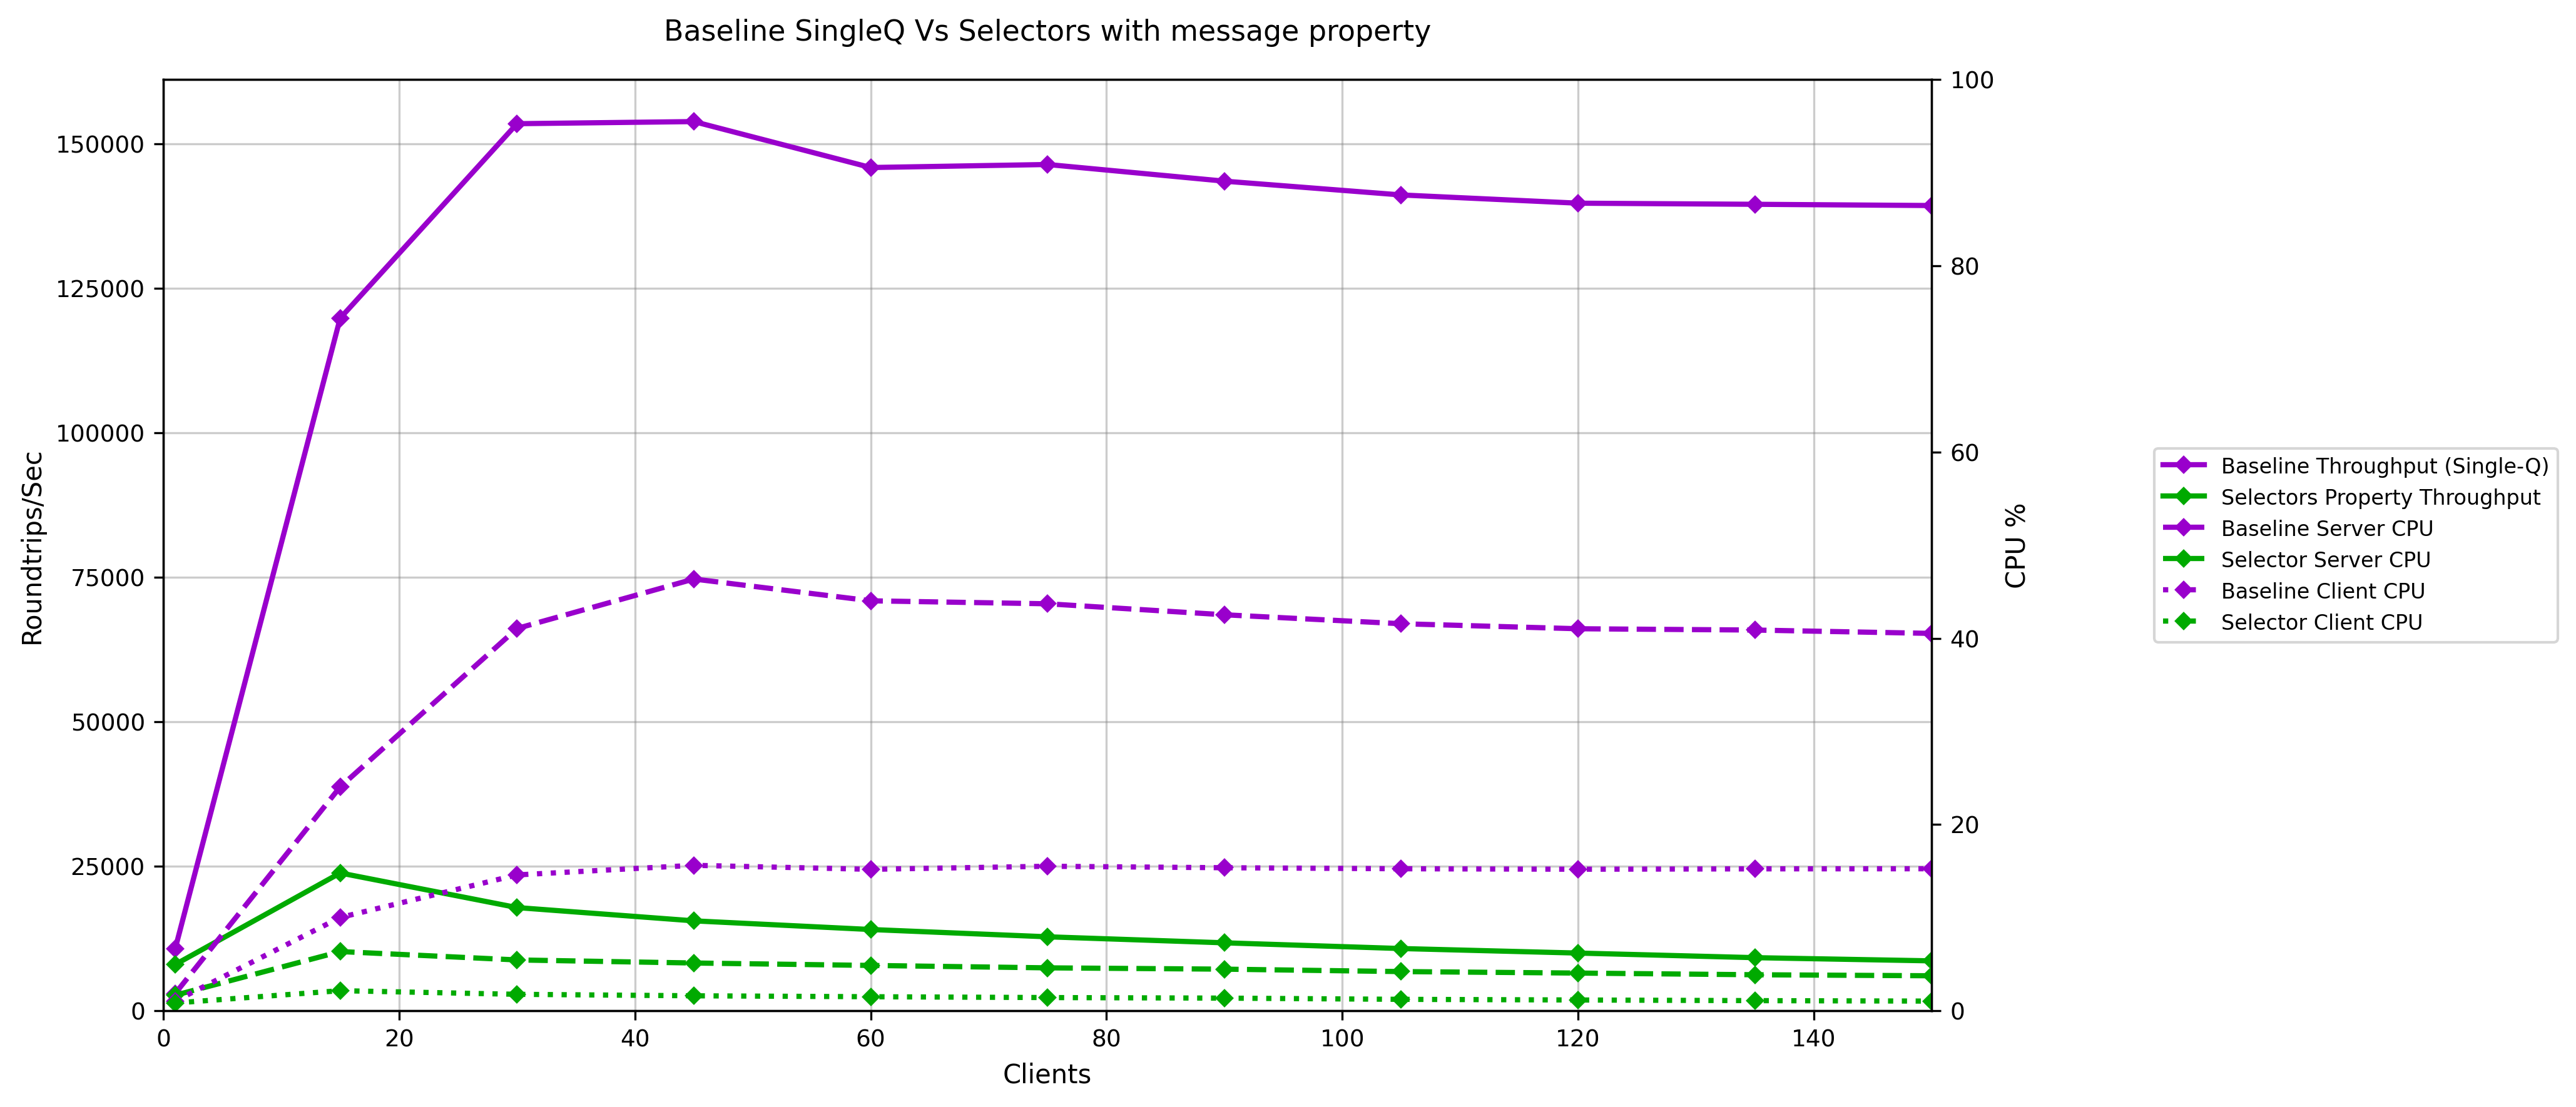 Baseline SingleQ Vs Selectors with message property
Roundtrips/Sec
150000
125000
100000
75000
50000
25000
0
0 20 40 60 80 100 120 140
Clients
100
80
60
40
20
0
CPU %
Baseline Throughput (Single-Q)
Selectors Property Throughput
Baseline Server CPU
Selector Server CPU
Baseline Client CPU
Selector Client CPU